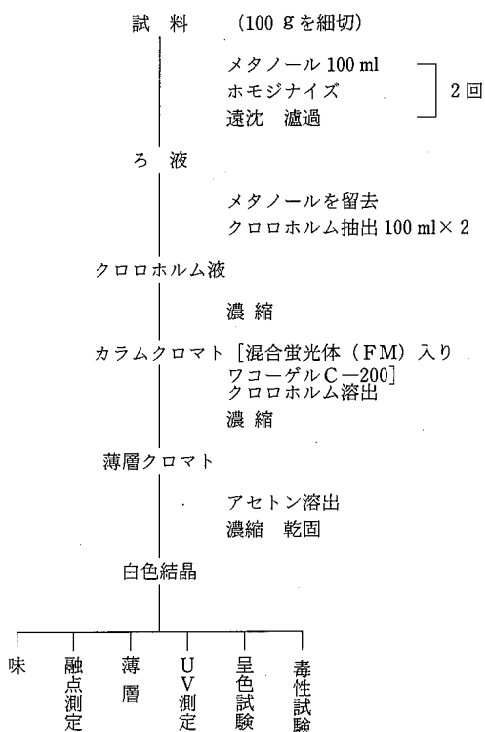 試料 (100gを細切)
メタノール 100 ml
ホモジナイズ
遠沈 濾過
2回
ろ液
メタノールを留去
クロロホルム抽出 100 ml×2
クロロホルム液
濃縮
カラムクロマト [混合蛍光体(FM)入り
ワコーゲルC-200]
クロロホルム溶出
濃縮
薄層クロマト
アセトン溶出
濃縮 乾固
白色結晶
味
融点測定
薄層
UV測定
呈色試験
毒性試験